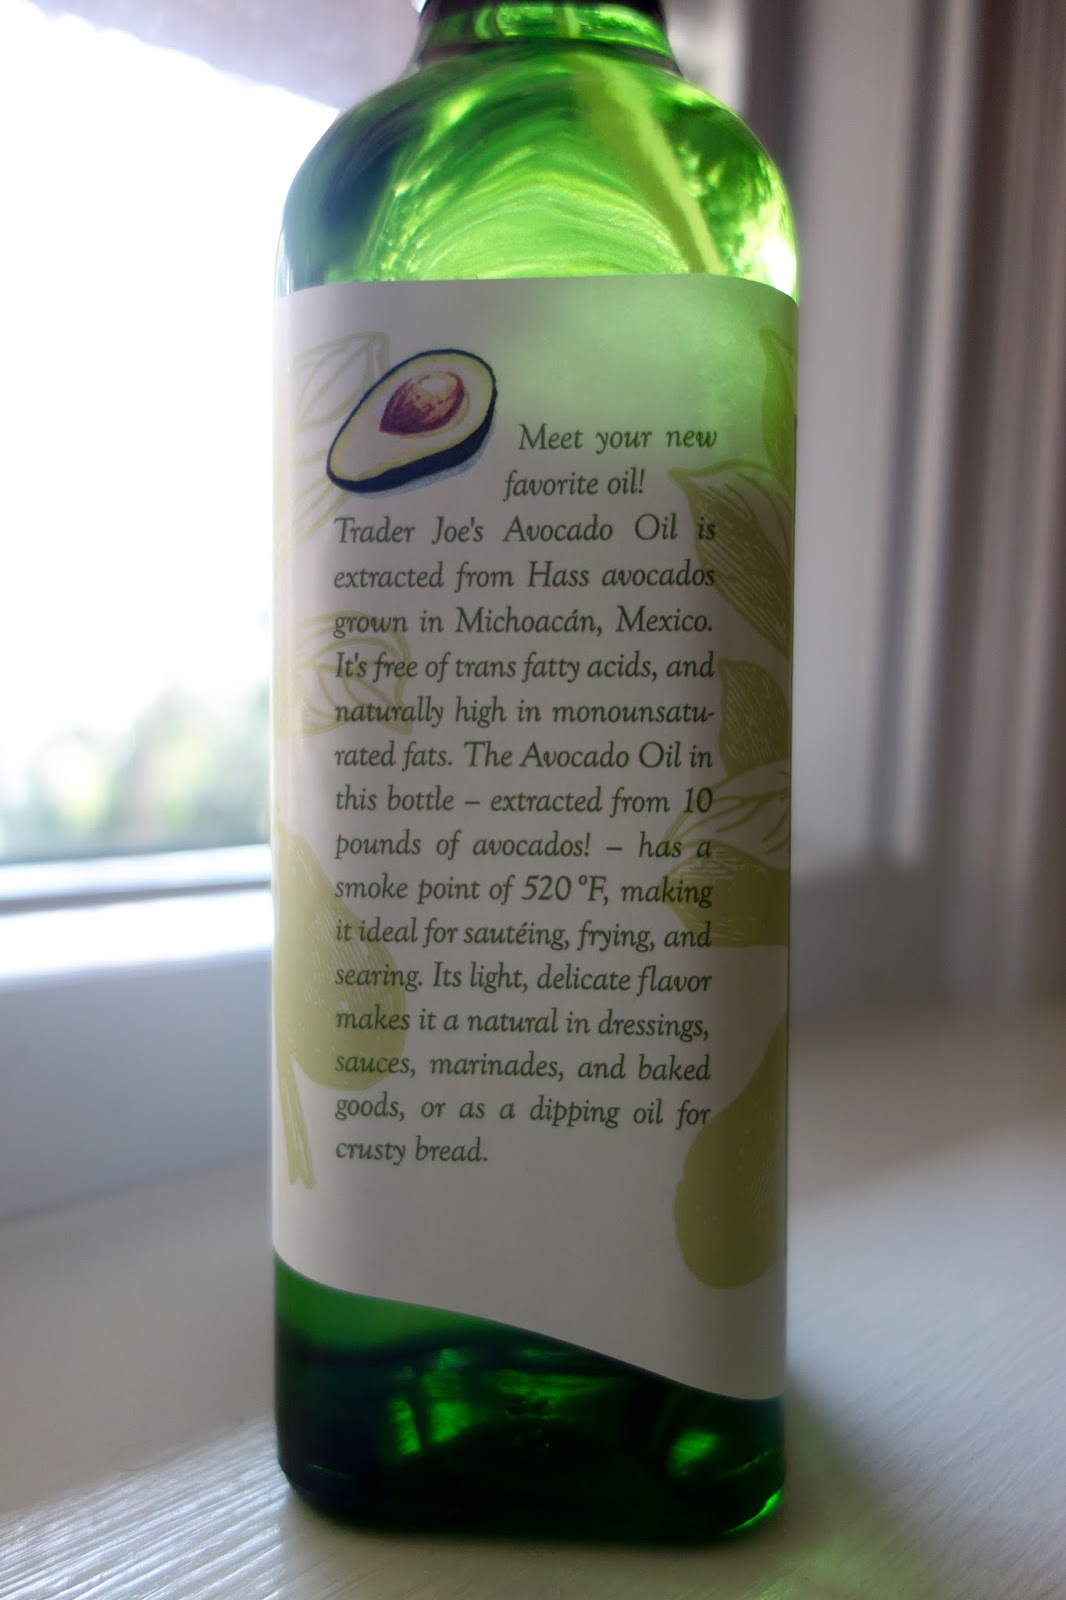 Meet your new
favorite oil!
Trader Joe's Avocado Oil is
extracted from Hass avocados
grown in Michoacán, Mexico.
It's free of trans fatty acids, and
naturally high in monounsatu-
rated fats. The Avocado Oil in
this bottle – extracted from 10
pounds of avocados! – has a
smoke point of 520 °F, making
it ideal for sautéing, frying, and
searing. Its light, delicate flavor
makes it a natural in dressings,
sauces, marinades, and baked
goods, or as a dipping oil for
crusty bread.